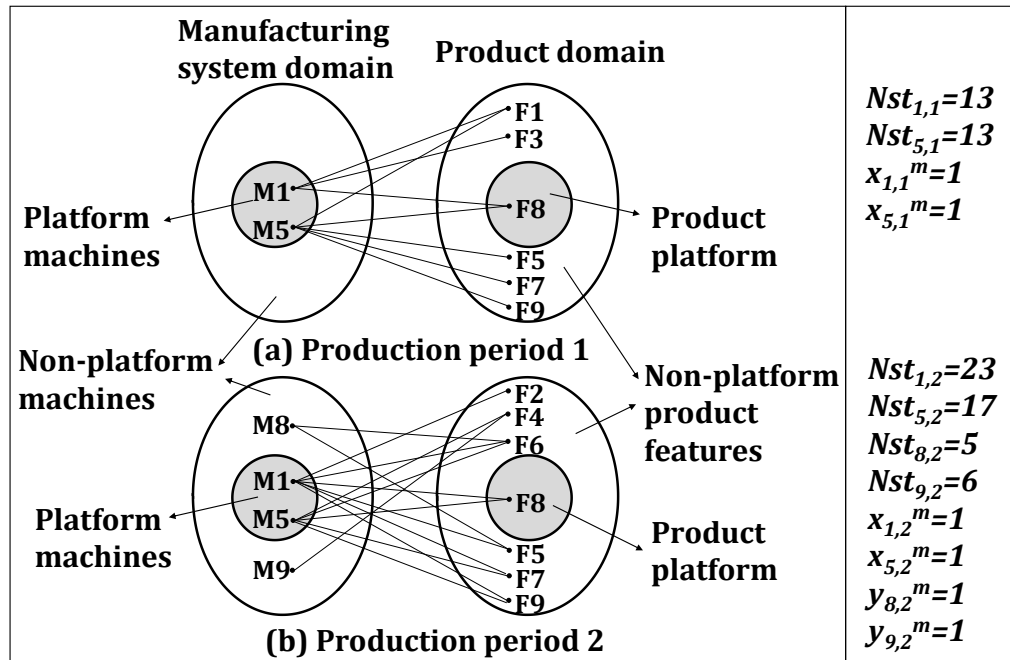 Manufacturing
system domain
Product domain
F1
F3
M1
F8
M5
Platform
machines
Product
platform
F5
F7
F9
(a) Production period 1
Non-platform
machines
Non-platform
product
features
F2
F4
M8
F6
M1
F8
M5
Platform
machines
Product
platform
M9
F5
F7
F9
(b) Production period 2
Nst1,1=13
Nst5,1=13
x1,1m=1
x5,1m=1
Nst1,2=23
Nst5,2=17
Nst8,2=5
Nst9,2=6
x1,2m=1
x5,2m=1
y8,2m=1
y9,2m=1